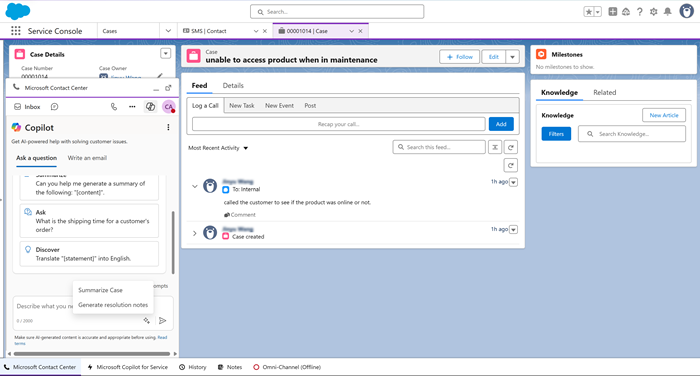 Search...
Service Console
Cases
SMS | Contact
00001014 | Case
Case Details
Case Number
Case Owner
00001014
Microsoft Contact Center
Inbox
CA
Copilot
Get AI-powered help with solving customer issues.
Ask a question
Write an email
Summarize
Can you help me generate a summary of
the following: "[content]".
Ask
What is the shipping time for a customer's
order?
Discover
Translate "[statement]" into English.
Summarize Case
Generate resolution notes
Describe what you
0 / 2000
Make sure AI-generated content is accurate and appropriate before using. Read
terms
Case
unable to access product when in maintenance
+ Follow
Edit
Feed
Details
Log a Call
New Task
New Event
Post
Recap your call...
Add
Most Recent Activity
Search this feed...
1h ago
To: Internal
called the customer to see if the product was online or not.
Comment
1h ago
Case created
Milestones
No milestones to show.
Knowledge
Related
Knowledge
New Article
Filters
Search Knowledge...
Microsoft Contact Center
Microsoft Copilot for Service
History
Notes
Omni-Channel (Offline)